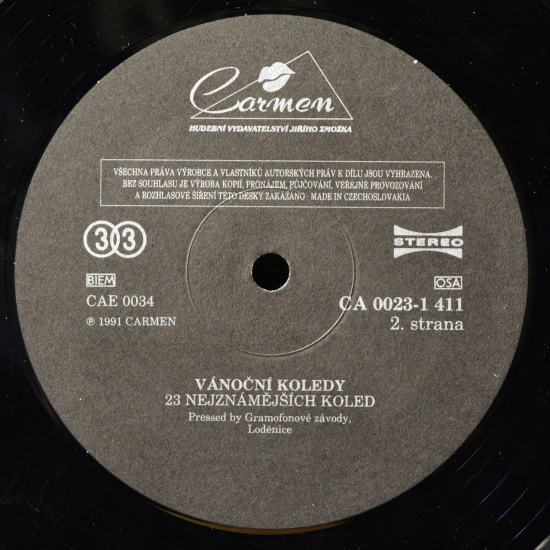 Carmen
HUDEBNÍ VYDAVATELSTVÍ JIŘÍHO ZMOŽKA
VŠECHNA PRÁVA VÝROBCE A VLASTNÍKŮ AUTORSKÝCH PRÁV K DÍLU JSOU VYHRAZENA.
BEZ SOUHLASU JE VÝROBA KOPIÍ, PRONÁJEM, PŮJČOVÁNÍ, VEŘEJNÉ PROVOZOVÁNÍ
A ROZHLASOVÉ ŠÍŘENÍ TÉTO DESKY ZAKÁZÁNO · MADE IN CZECHOSLOVAKIA
33
STEREO
BIEM
OSA
CAE 0034
CA 0023-1 411
℗ 1991 CARMEN
2. strana
VÁNOČNÍ KOLEDY
23 NEJZNÁMĚJŠÍCH KOLED
Pressed by Gramofonové závody,
Loděnice